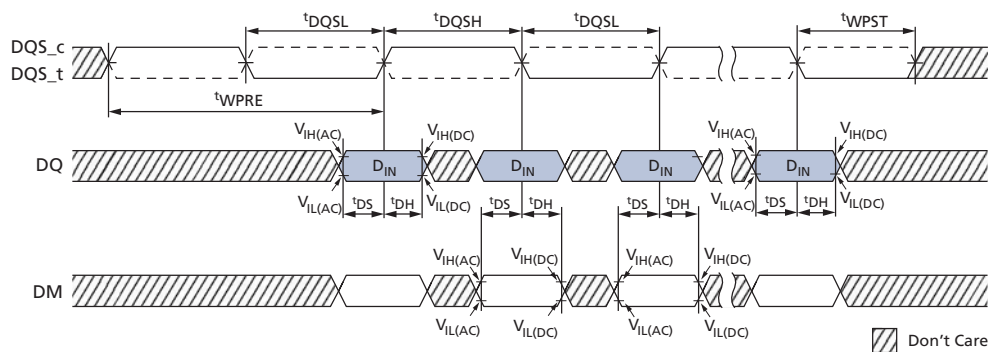 tDQSL
tDQSH
tDQSL
tWPST
DQS_c
DQS_t
tWPRE
VIH(AC)
VIH(DC)
VIH(AC)
VIH(DC)
DQ
DIN
DIN
DIN
DIN
VIL(AC)
VIL(DC)
VIL(AC)
VIL(DC)
tDS
tDH
tDS
tDH
tDS
tDH
tDS
tDH
VIH(AC)
VIH(DC)
VIH(AC)
VIH(DC)
DM
VIL(AC)
VIL(DC)
VIL(AC)
VIL(DC)
Don't Care